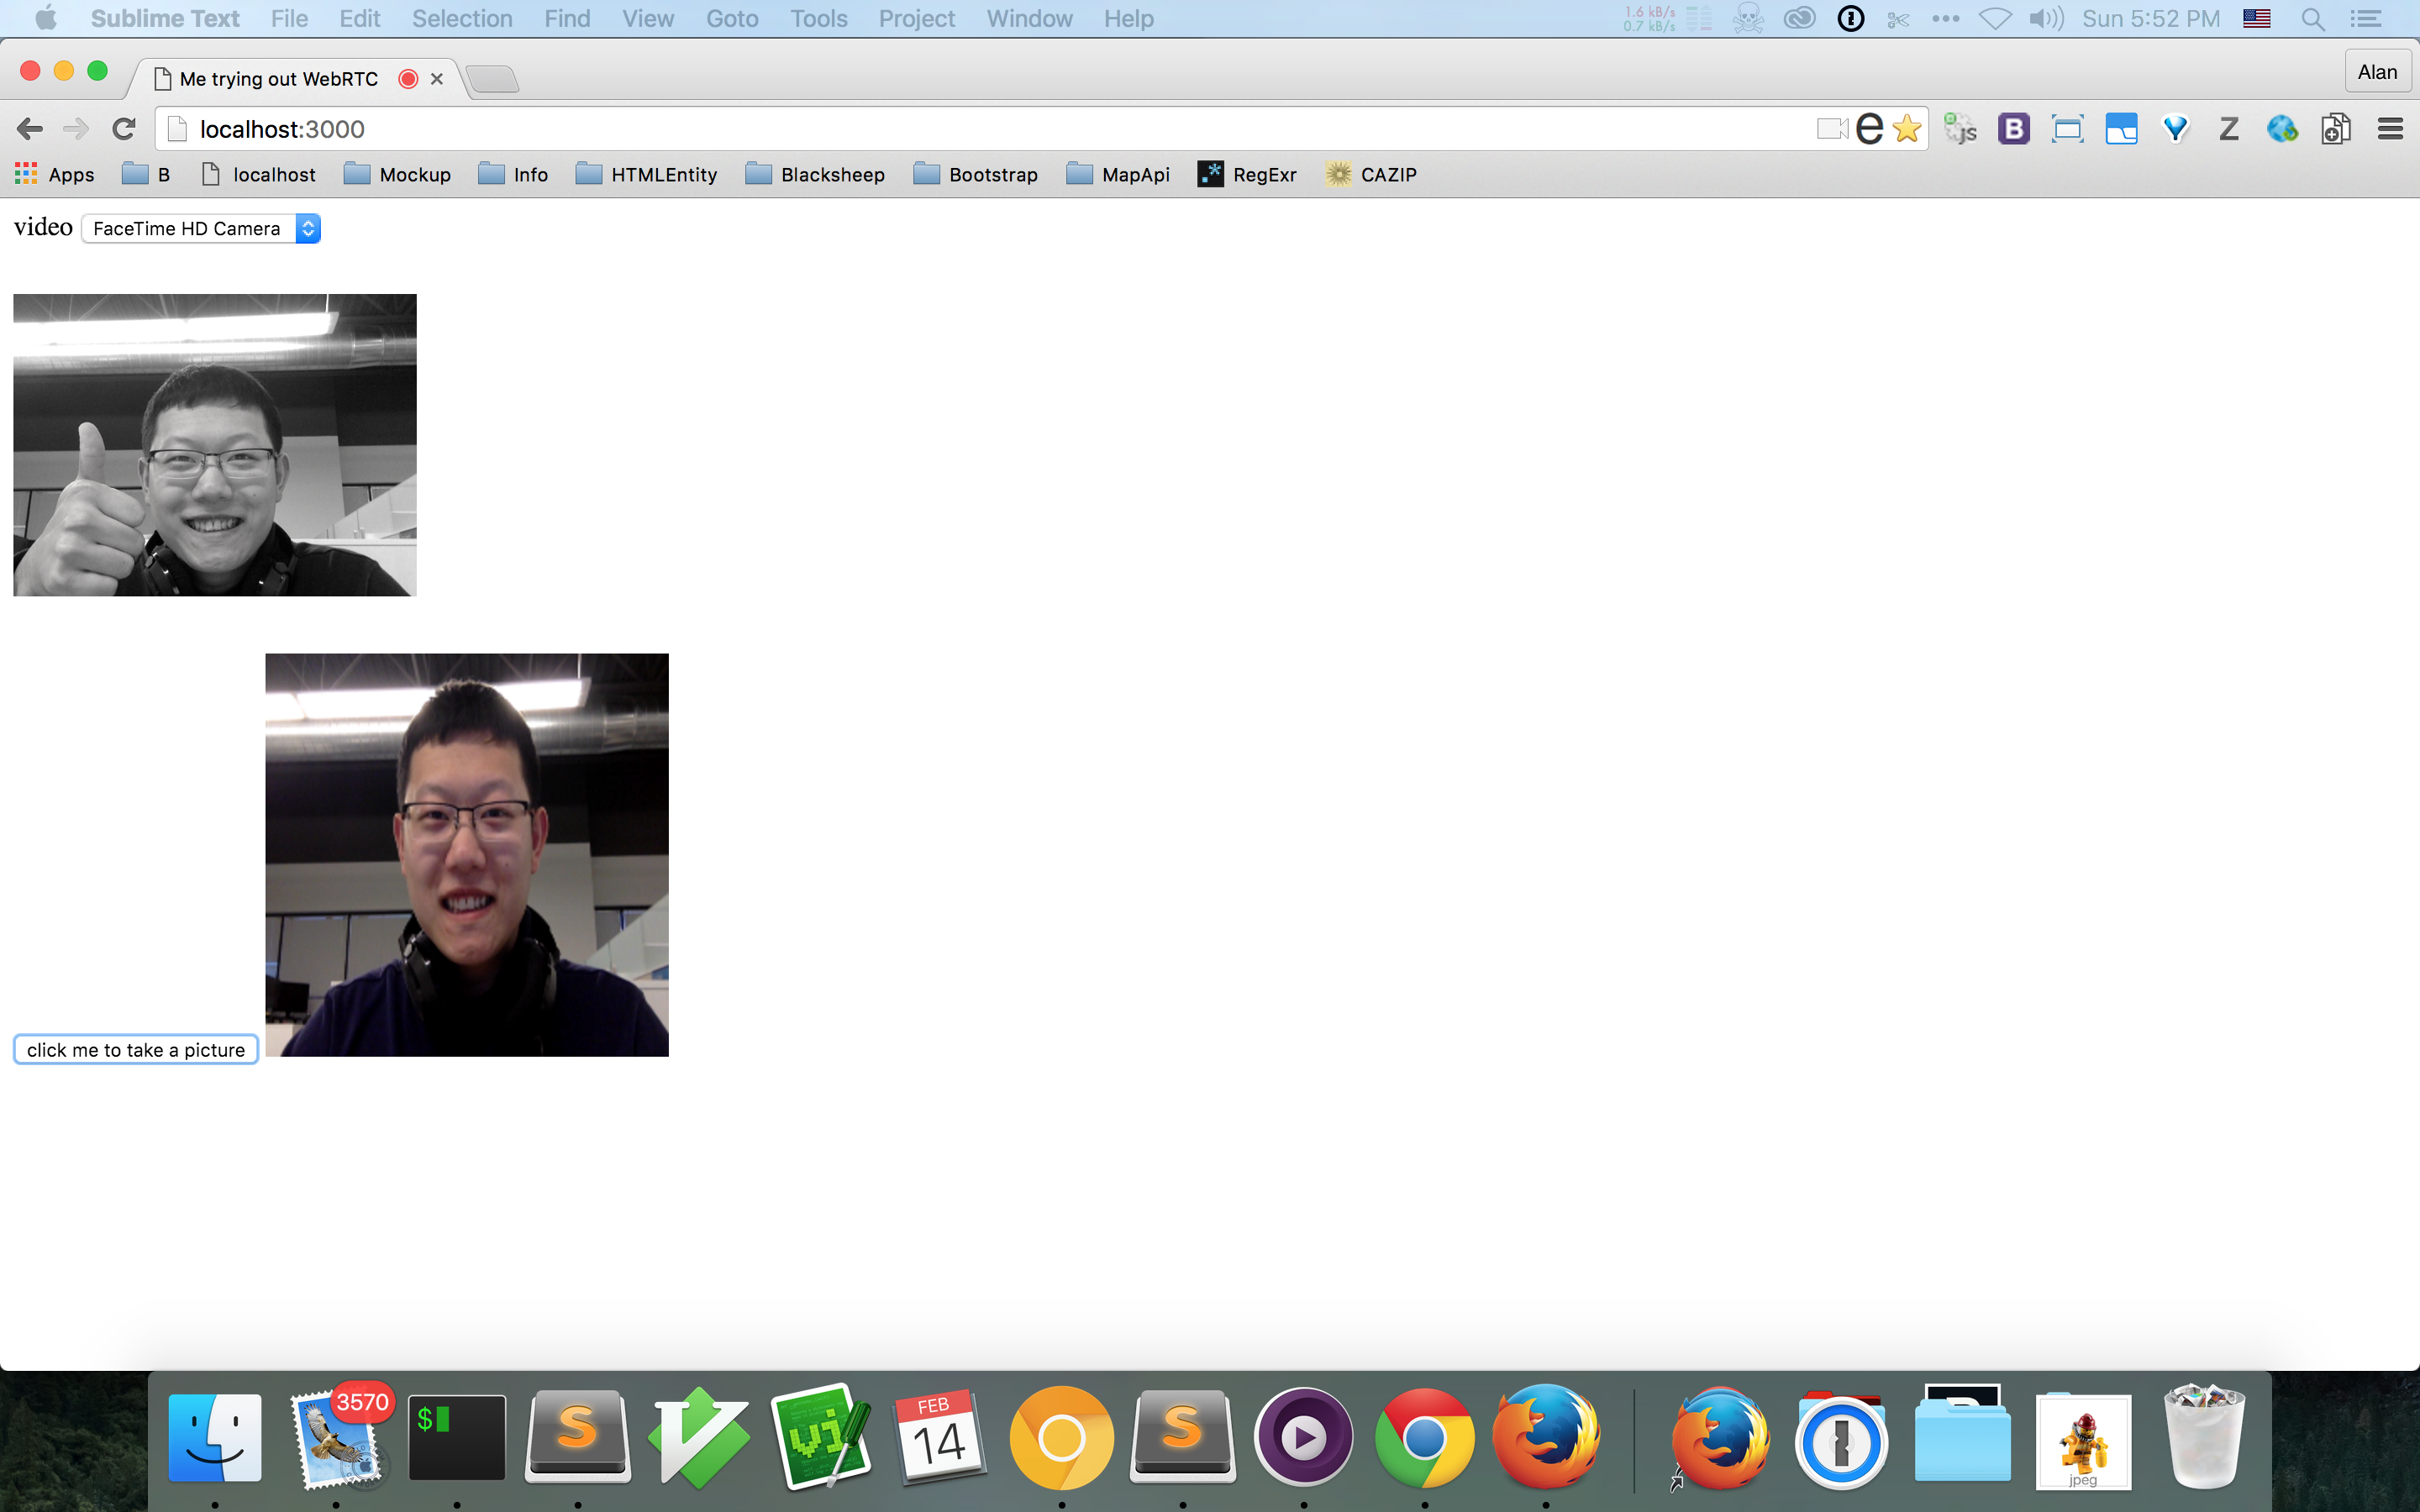 Sublime Text File Edit Selection Find View Goto Tools Project Window Help 1.6 kB/s 0.7 kB/s Sun 5:52 PM
Me trying out WebRTC Alan
localhost:3000
Apps B localhost Mockup Info HTMLEntity Blacksheep Bootstrap MapApi RegExr CAZIP
video FaceTime HD Camera
click me to take a picture
3570 $ S vi FEB 14 S jpeg